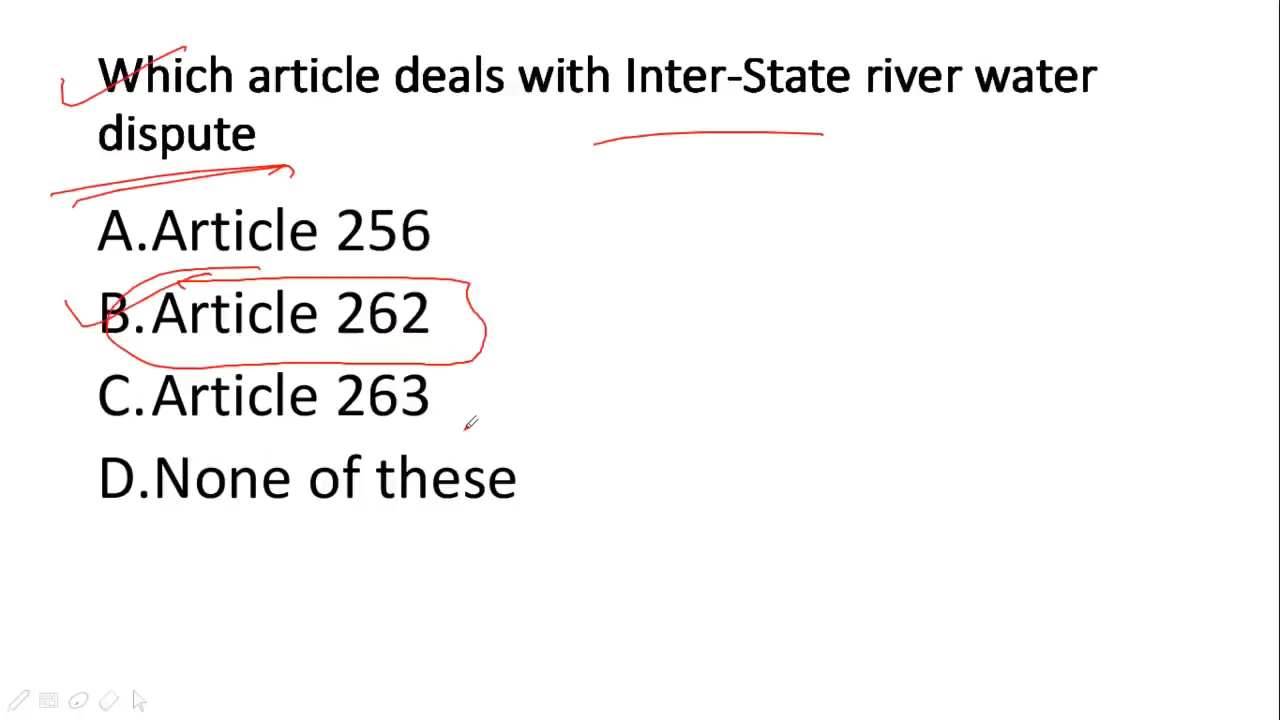 Which article deals with Inter-State river water
dispute
A.Article 256
B.Article 262
C.Article 263
D.None of these